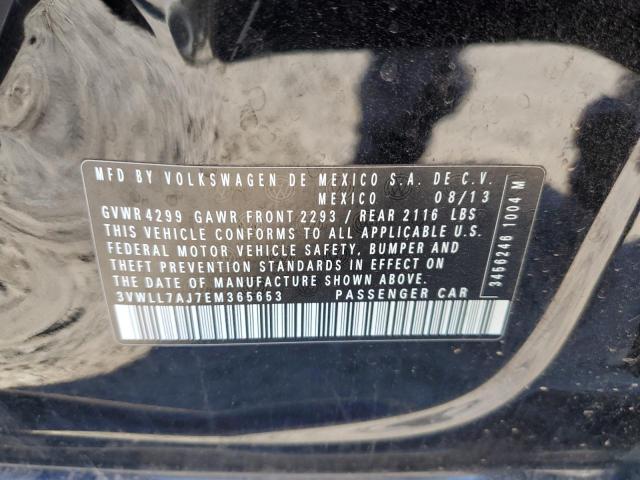 MFD BY VOLKSWAGEN DE MEXICO S.A. DE C.V.
MEXICO 08/13
GVWR 4299 GAWR FRONT 2293 / REAR 2116 LBS
THIS VEHICLE CONFORMS TO ALL APPLICABLE U.S.
FEDERAL MOTOR VEHICLE SAFETY, BUMPER AND
THEFT PREVENTION STANDARDS IN EFFECT ON
THE DATE OF MANUFACTURE SHOWN ABOVE.
3VWLL7AJ7EM365653 PASSENGER CAR
3456246 1004 M